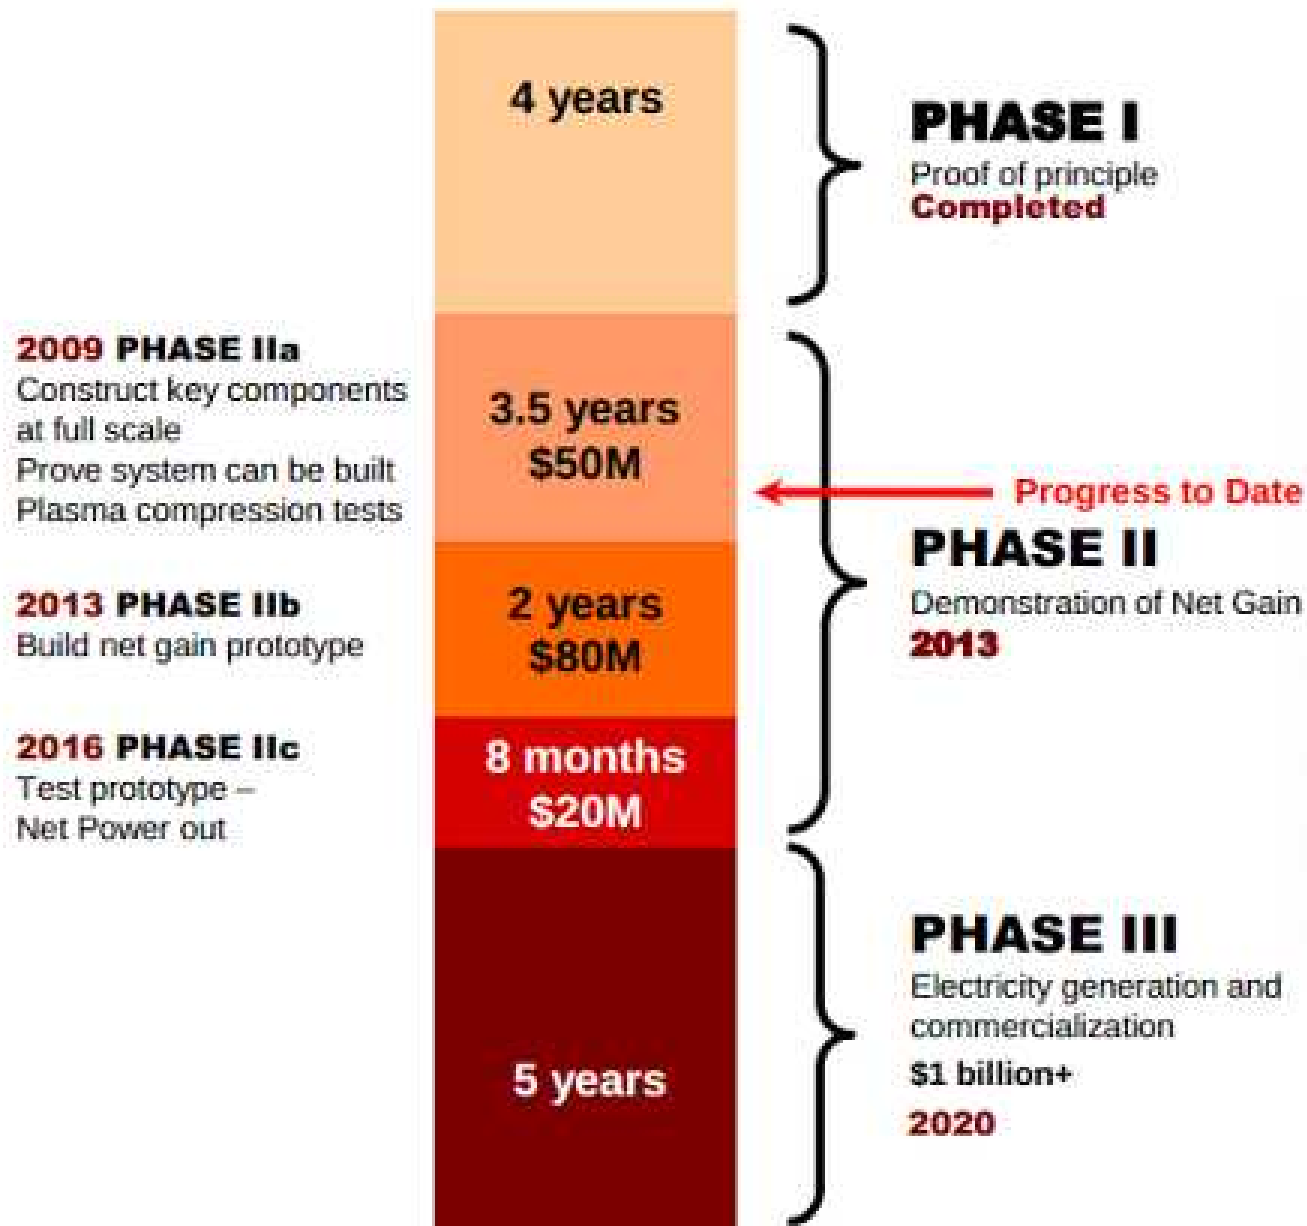 4 years
PHASE I
Proof of principle
Completed
2009 PHASE IIa
Construct key components
at full scale
Prove system can be built
Plasma compression tests
3.5 years
$50M
Progress to Date
PHASE II
Demonstration of Net Gain
2013
2013 PHASE IIb
Build net gain prototype
2 years
$80M
2016 PHASE IIc
Test prototype –
Net Power out
8 months
$20M
PHASE III
Electricity generation and
commercialization
$1 billion+
2020
5 years